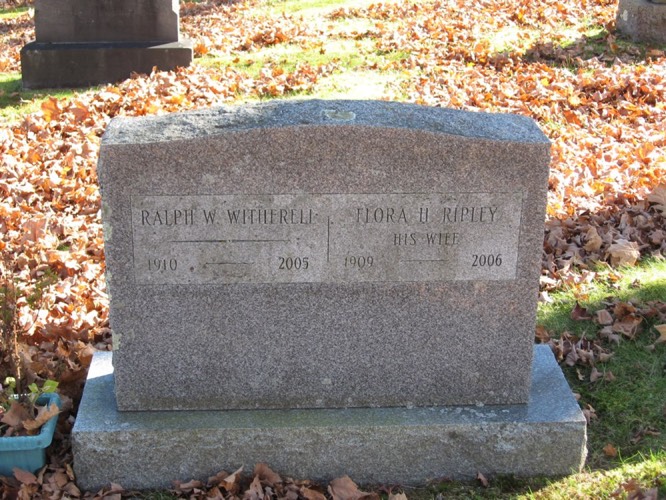 RALPH W. WITHERELL
1910 — 2005
FLORA H. RIPLEY
HIS WIFE
1909 — 2006